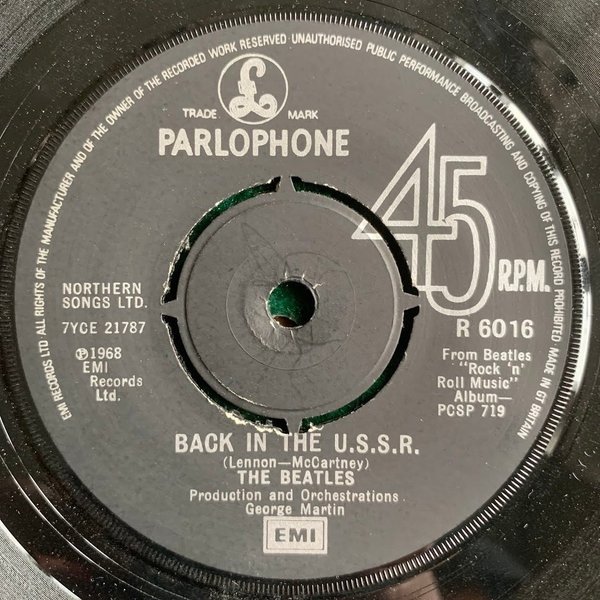 EMI RECORDS LTD ALL RIGHTS OF THE MANUFACTURER AND OF THE OWNER OF THE RECORDED WORK RESERVED UNAUTHORISED PUBLIC PERFORMANCE BROADCASTING AND COPYING OF THIS RECORD PROHIBITED MADE IN GT BRITAIN
£
TRADE MARK
PARLOPHONE
45
R.P.M.
NORTHERN
SONGS LTD.
7YCE 21787
℗1968
EMI
Records
Ltd.
R 6016
From Beatles
"Rock 'n'
Roll Music"
Album—
PCSP 719
BACK IN THE U.S.S.R.
(Lennon—McCartney)
THE BEATLES
Production and Orchestrations.
George Martin
EMI